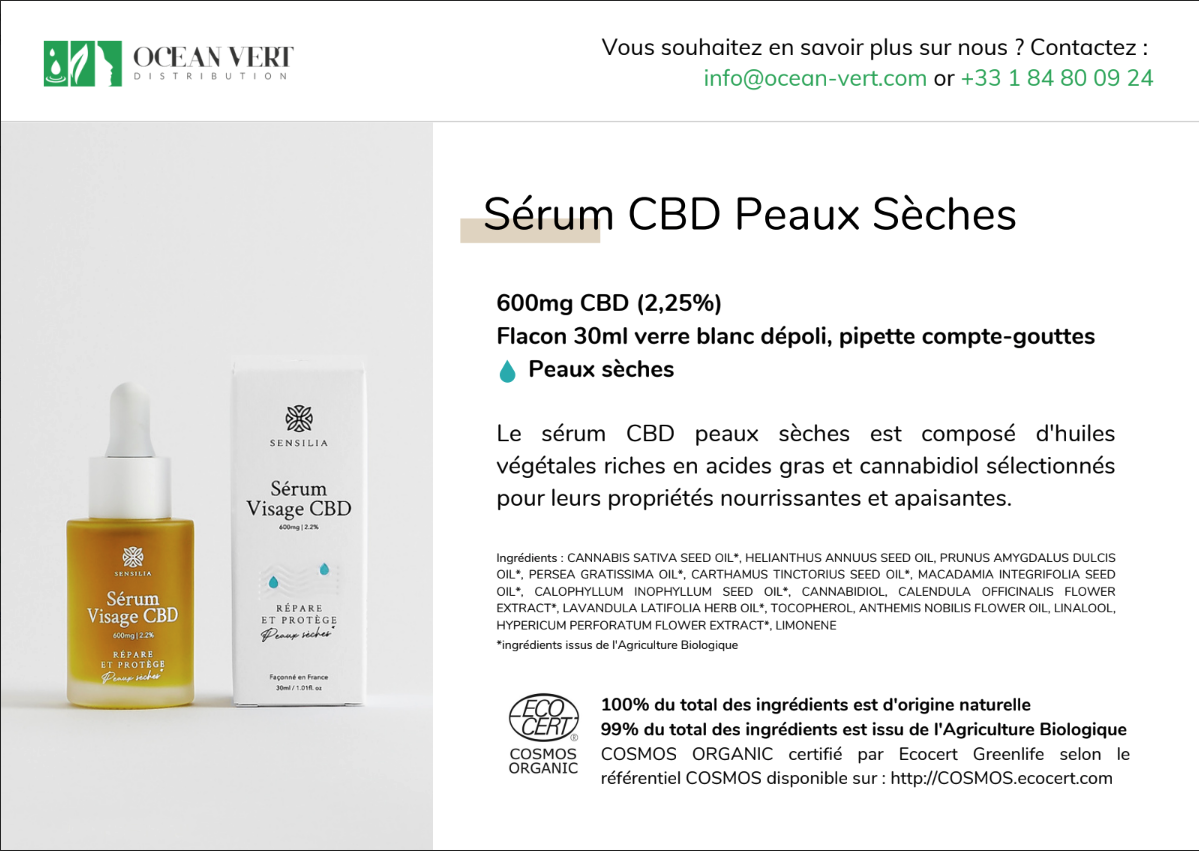 OCEAN VERT
DISTRIBUTION
Vous souhaitez en savoir plus sur nous ? Contactez :
info@ocean-vert.com or +33 1 84 80 09 24
Sérum CBD Peaux Sèches
600mg CBD (2,25%)
Flacon 30ml verre blanc dépoli, pipette compte-gouttes
Peaux sèches
Le sérum CBD peaux sèches est composé d'huiles
végétales riches en acides gras et cannabidiol sélectionnés
pour leurs propriétés nourrissantes et apaisantes.
Ingrédients : CANNABIS SATIVA SEED OIL*, HELIANTHUS ANNUUS SEED OIL, PRUNUS AMYGDALUS DULCIS
OIL*, PERSEA GRATISSIMA OIL*, CARTHAMUS TINCTORIUS SEED OIL*, MACADAMIA INTEGRIFOLIA SEED
OIL*, CALOPHYLLUM INOPHYLLUM SEED OIL*, CANNABIDIOL, CALENDULA OFFICINALIS FLOWER
EXTRACT*, LAVANDULA LATIFOLIA HERB OIL*, TOCOPHEROL, ANTHEMIS NOBILIS FLOWER OIL, LINALOOL,
HYPERICUM PERFORATUM FLOWER EXTRACT*, LIMONENE
*ingrédients issus de l'Agriculture Biologique
ECO
CERT
©
COSMOS
ORGANIC
100% du total des ingrédients est d'origine naturelle
99% du total des ingrédients est issu de l'Agriculture Biologique
COSMOS ORGANIC certifié par Ecocert Greenlife selon le
référentiel COSMOS disponible sur : http://COSMOS.ecocert.com
SENSILIA
Sérum
Visage CBD
600mg | 2.2%
RÉPARE
ET PROTÈGE
Peaux sèches
SENSILIA
Sérum
Visage CBD
600mg | 2.2%
RÉPARE
ET PROTÈGE
Peaux sèches
Façonné en France
30ml / 1.01fl. oz